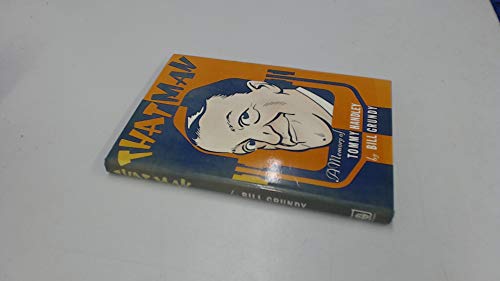 THAT MAN
A Memory of
TOMMY HANDLEY
by BILL GRUNDY
THAT MAN
BILL GRUNDY